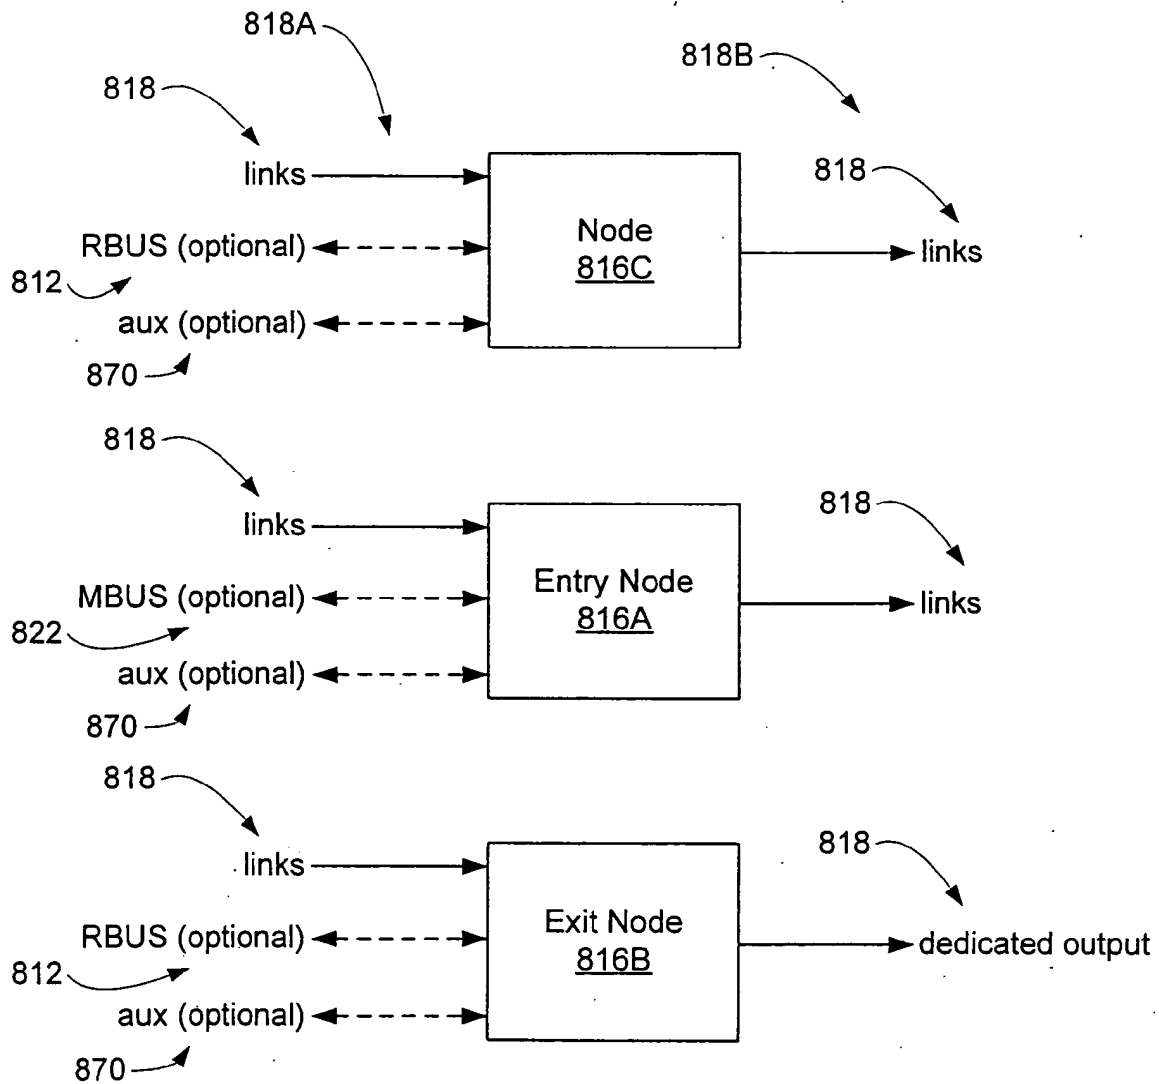 818A
818B
818
818
links
Node
816C
links
RBUS (optional)
812
aux (optional)
870
818
818
links
Entry Node
816A
links
MBUS (optional)
822
aux (optional)
870
818
818
links
Exit Node
816B
dedicated output
RBUS (optional)
812
aux (optional)
870